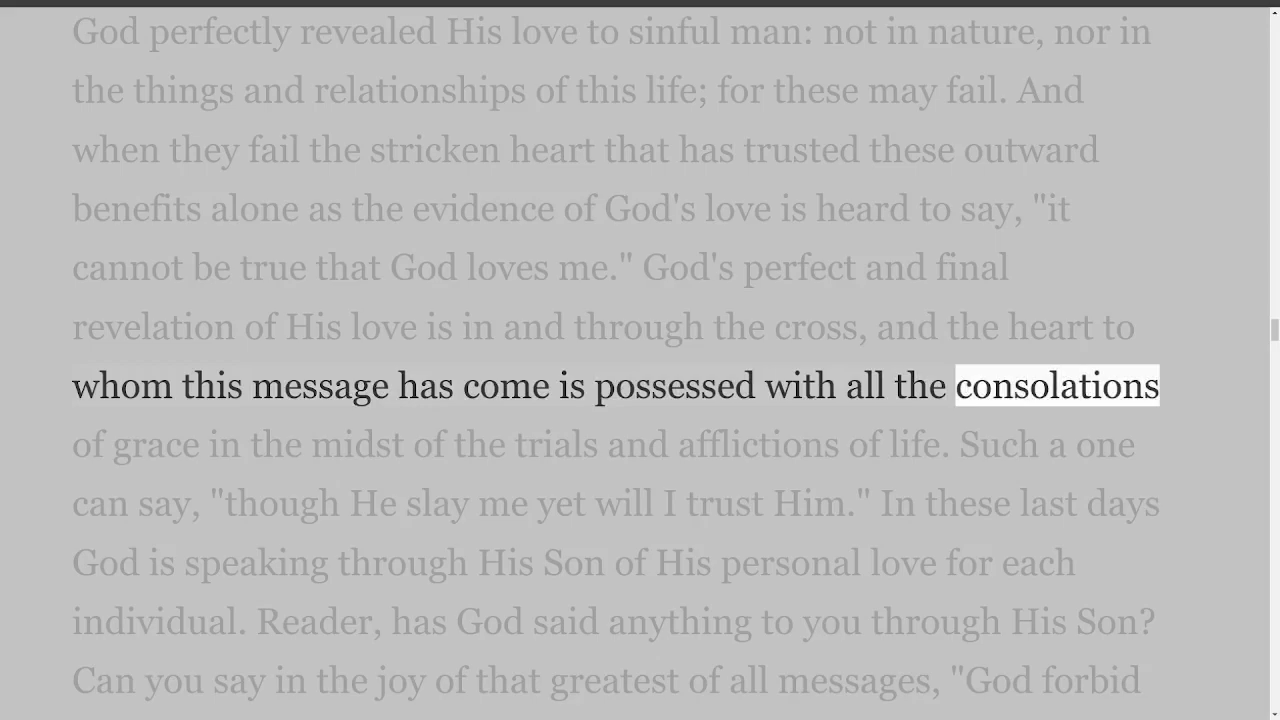 God perfectly revealed His love to sinful man: not in nature, nor in
the things and relationships of this life; for these may fail. And
when they fail the stricken heart that has trusted these outward
benefits alone as the evidence of God's love is heard to say, "it
cannot be true that God loves me." God's perfect and final
revelation of His love is in and through the cross, and the heart to
whom this message has come is possessed with all the consolations
of grace in the midst of the trials and afflictions of life. Such a one
can say, "though He slay me yet will I trust Him." In these last days
God is speaking through His Son of His personal love for each
individual. Reader, has God said anything to you through His Son?
Can you say in the joy of that greatest of all messages, "God forbid